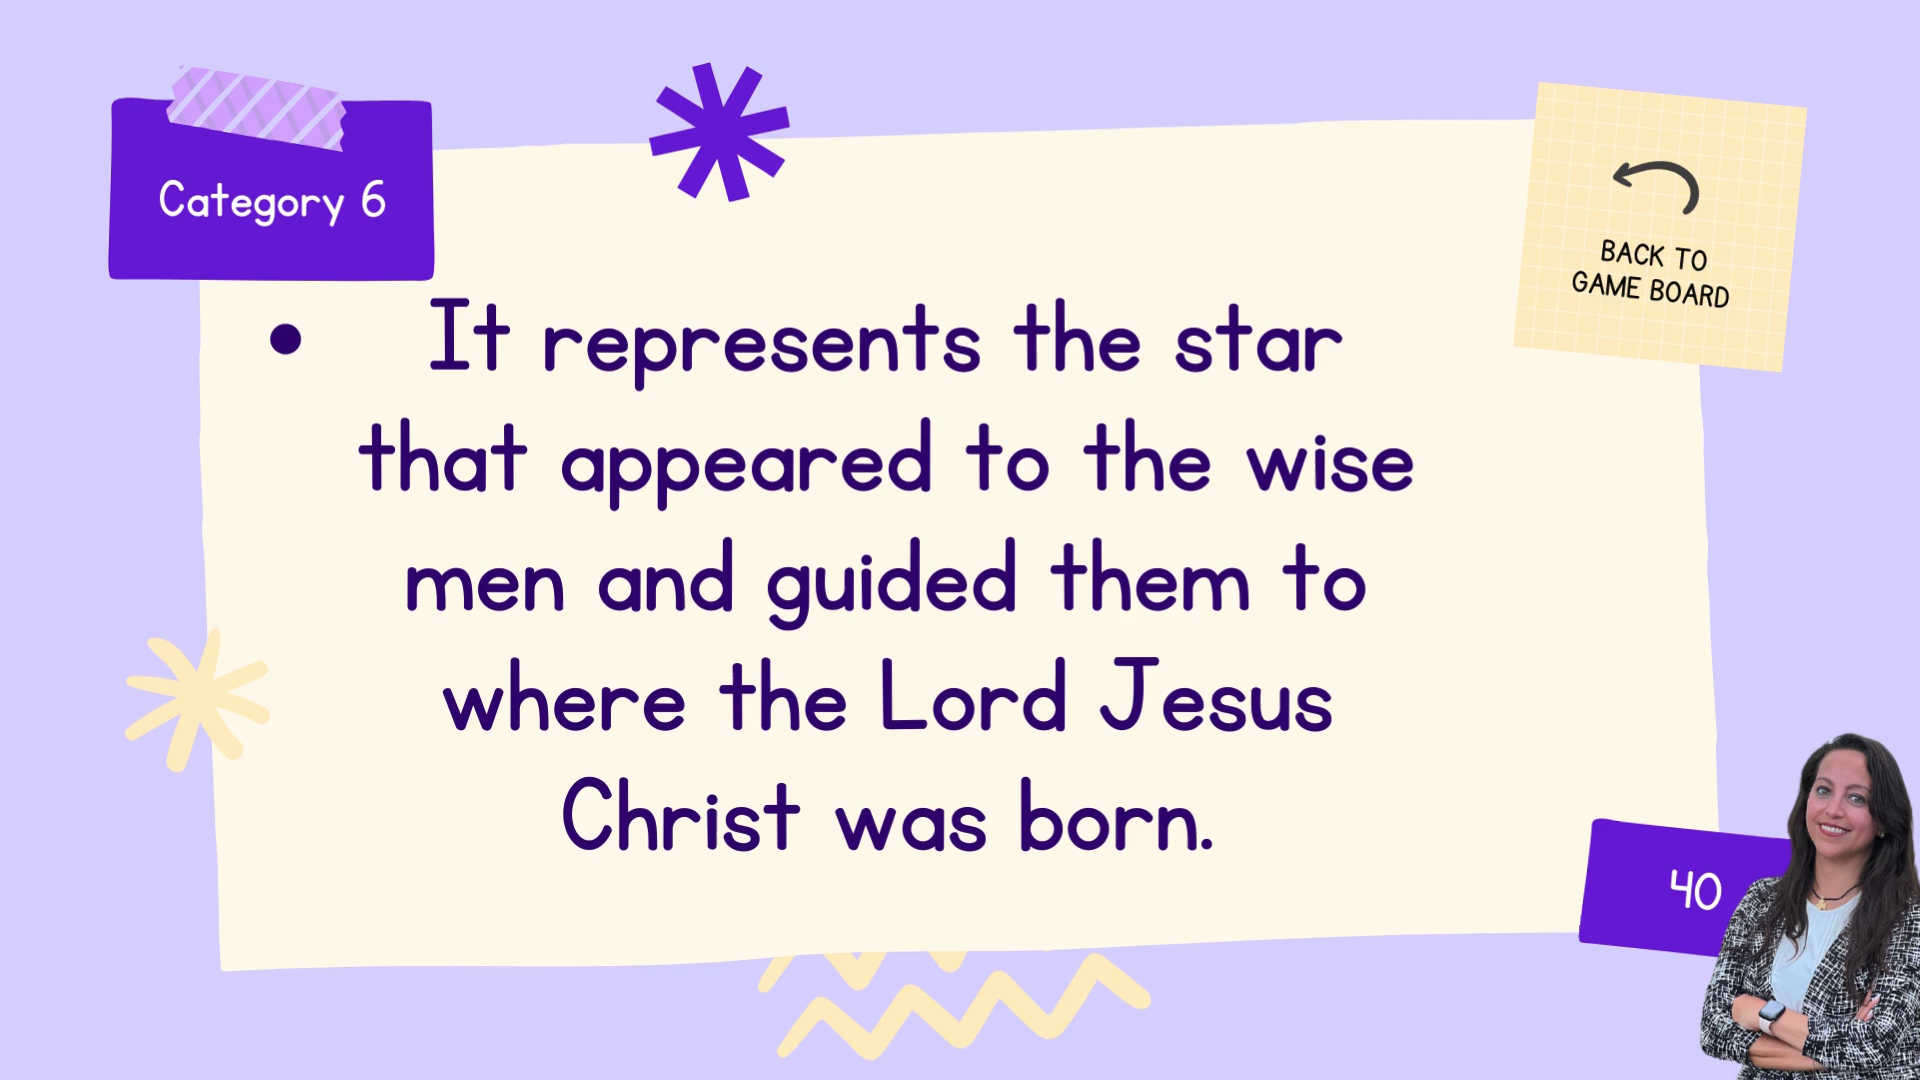 Category 6
BACK TO
GAME BOARD
• It represents the star
that appeared to the wise
men and guided them to
where the Lord Jesus
Christ was born.
40